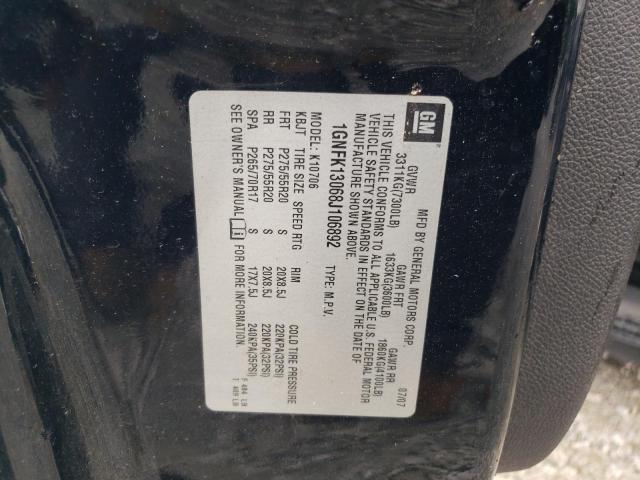 GM
MFD BY GENERAL MOTORS CORP
07/07
GVWR GAWR FRT GAWR RR
3311KG(7300LB) 1633KG(3600LB) 1860KG(4100LB)
THIS VEHICLE CONFORMS TO ALL APPLICABLE U.S. FEDERAL MOTOR
VEHICLE SAFETY STANDARDS IN EFFECT ON THE DATE OF
MANUFACTURE SHOWN ABOVE.
1GNFK13068J106892 TYPE: M.P.V.
MODEL: K10706
KBJT TIRE SIZE SPEED RTG RIM COLD TIRE PRESSURE
FRT P275/55R20 S 20X8.5J 220KPA(32PSI)
RR P275/55R20 S 20X8.5J 220KPA(32PSI)
SPA P265/70R17 S 17X7.5J 240KPA(35PSI)
SEE OWNER'S MANUAL i FOR MORE INFORMATION.